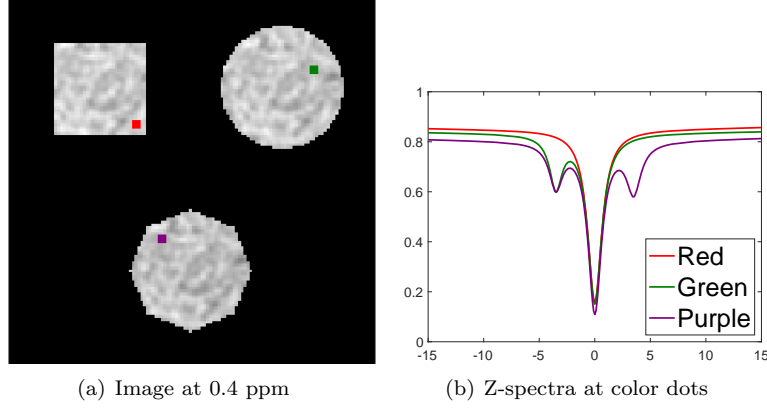 1
0.8
0.6
0.4
0.2
0
-15
-10
-5
0
5
10
15
Red
Green
Purple
(a) Image at 0.4 ppm
(b) Z-spectra at color dots